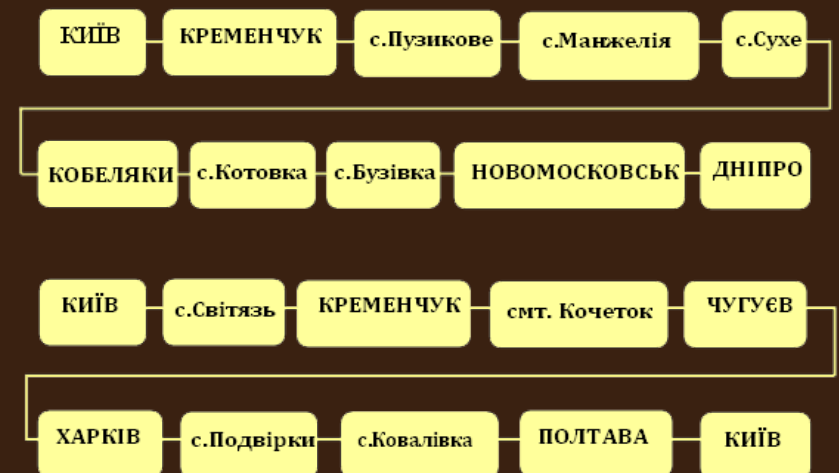 КИЇВ КРЕМЕНЧУК с.Пузикове с.Манжелія с.Сухе
КОБЕЛЯКИ с.Котовка с.Бузівка НОВОМОСКОВСЬК ДНІПРО
КИЇВ с.Світязь КРЕМЕНЧУК смт. Кочеток ЧУГУЄВ
ХАРКІВ с.Подвірки с.Ковалівка ПОЛТАВА КИЇВ